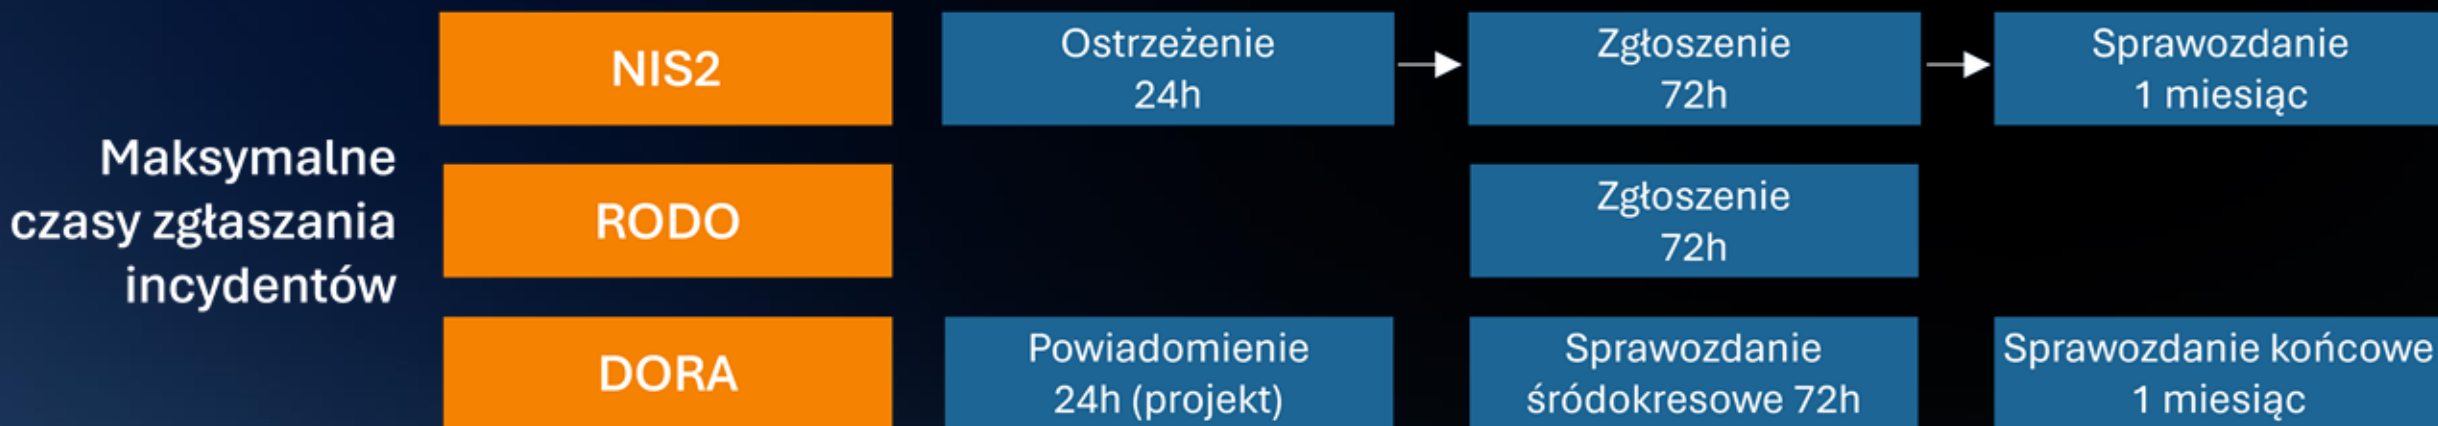 Maksymalne
czasy zgłaszania
incydentów
NIS2
Ostrzeżenie
24h
Zgłoszenie
72h
Sprawozdanie
1 miesiąc
RODO
Zgłoszenie
72h
DORA
Powiadomienie
24h (projekt)
Sprawozdanie
śródokresowe 72h
Sprawozdanie końcowe
1 miesiąc